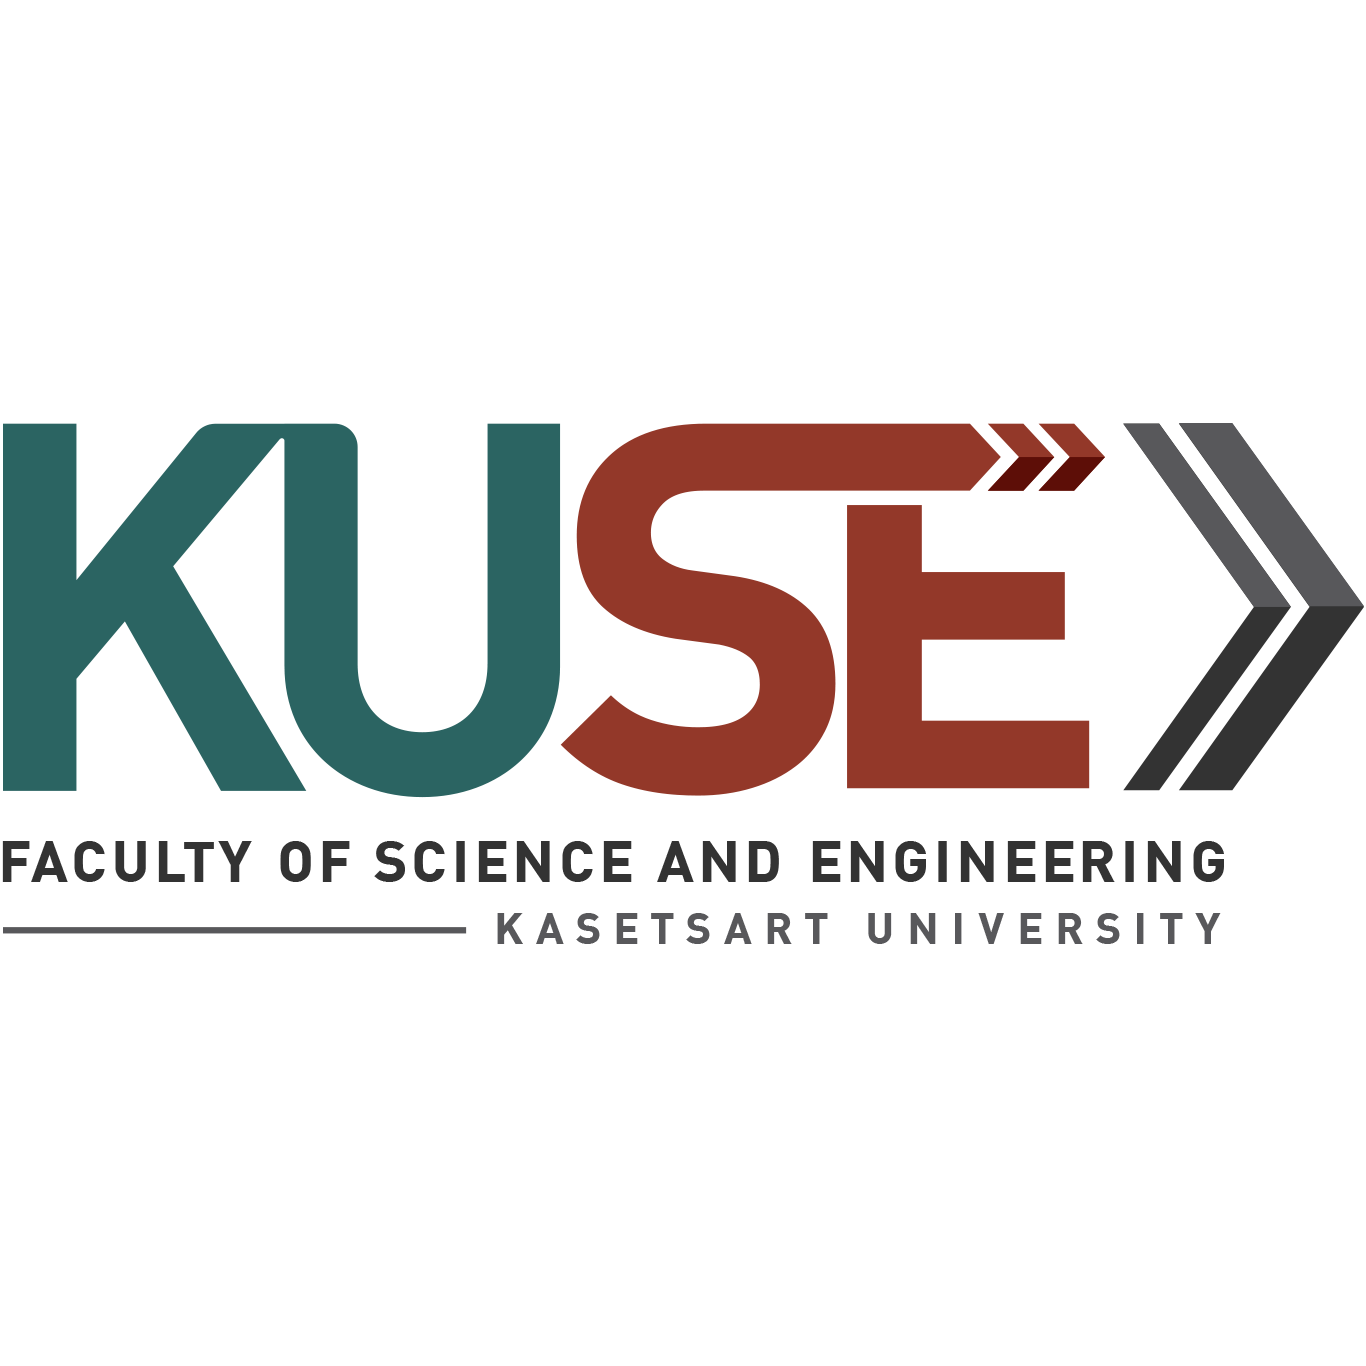 KUSE
FACULTY OF SCIENCE AND ENGINEERING
KASETSART UNIVERSITY